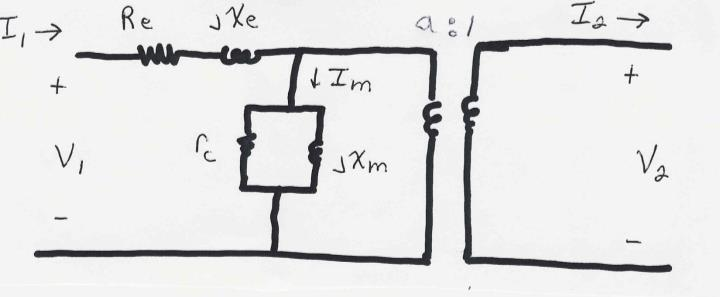 I₁ → Re jXe a:1 I₂ →
+ ↓ Im +
V₁ rc jXm V₂
- -